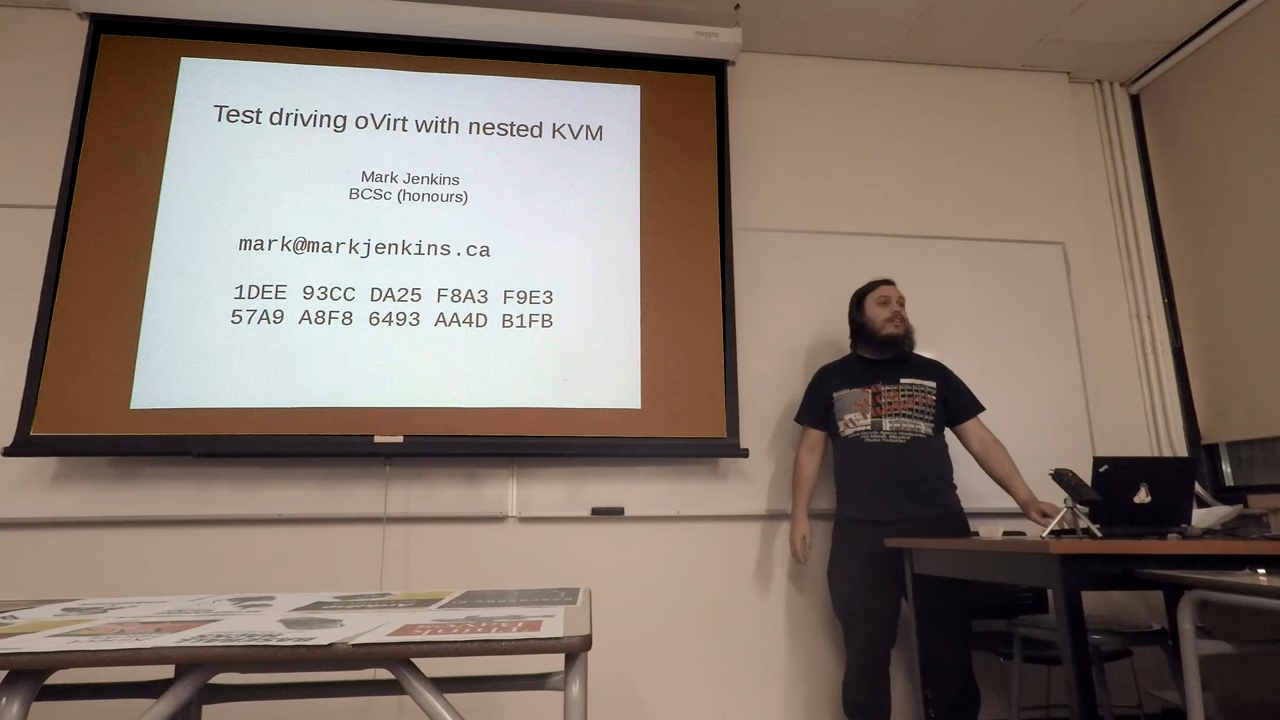 Test driving oVirt with nested KVM
Mark Jenkins
BCSc (honours)
mark@markjenkins.ca
1DEE 93CC DA25 F8A3 F9E3
57A9 A8F8 6493 AA4D B1FB